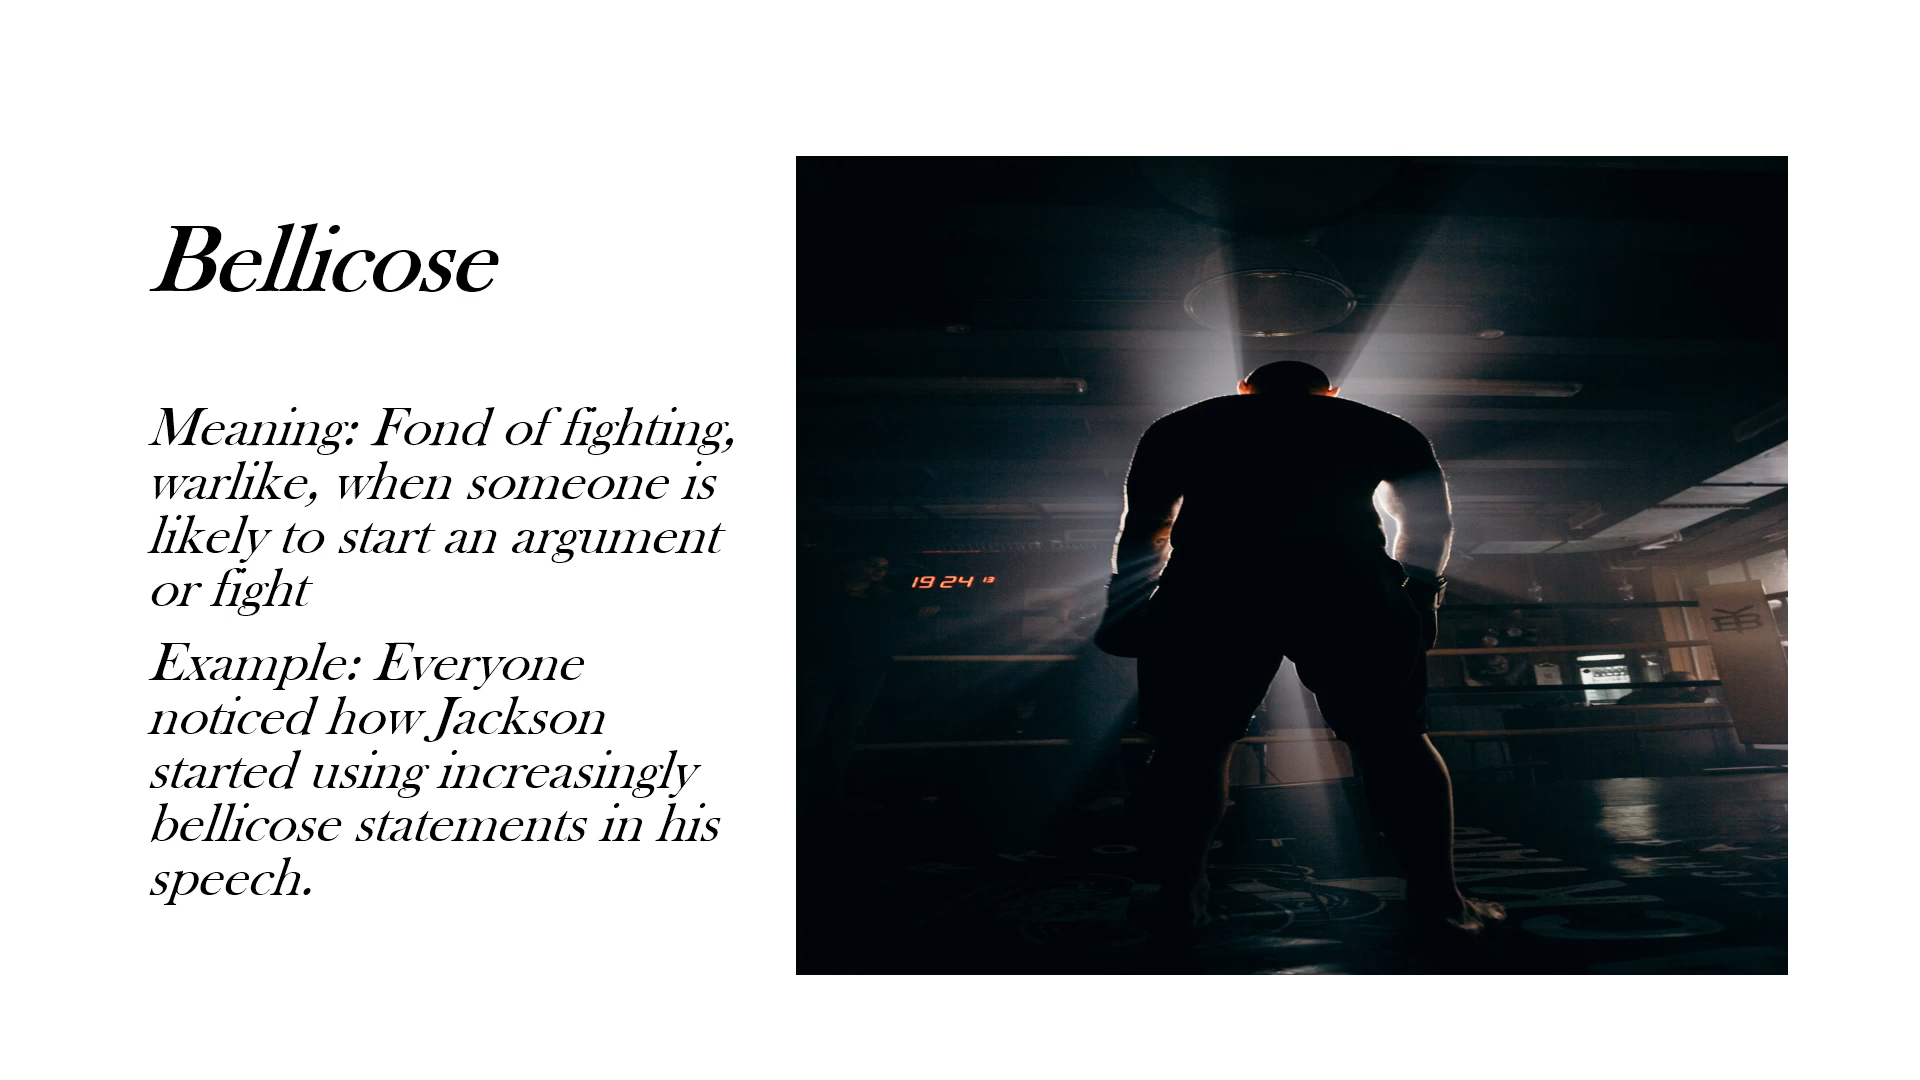 Bellicose
Meaning: Fond of fighting,
warlike, when someone is
likely to start an argument
or fight
Example: Everyone
noticed how Jackson
started using increasingly
bellicose statements in his
speech.
19 24 13